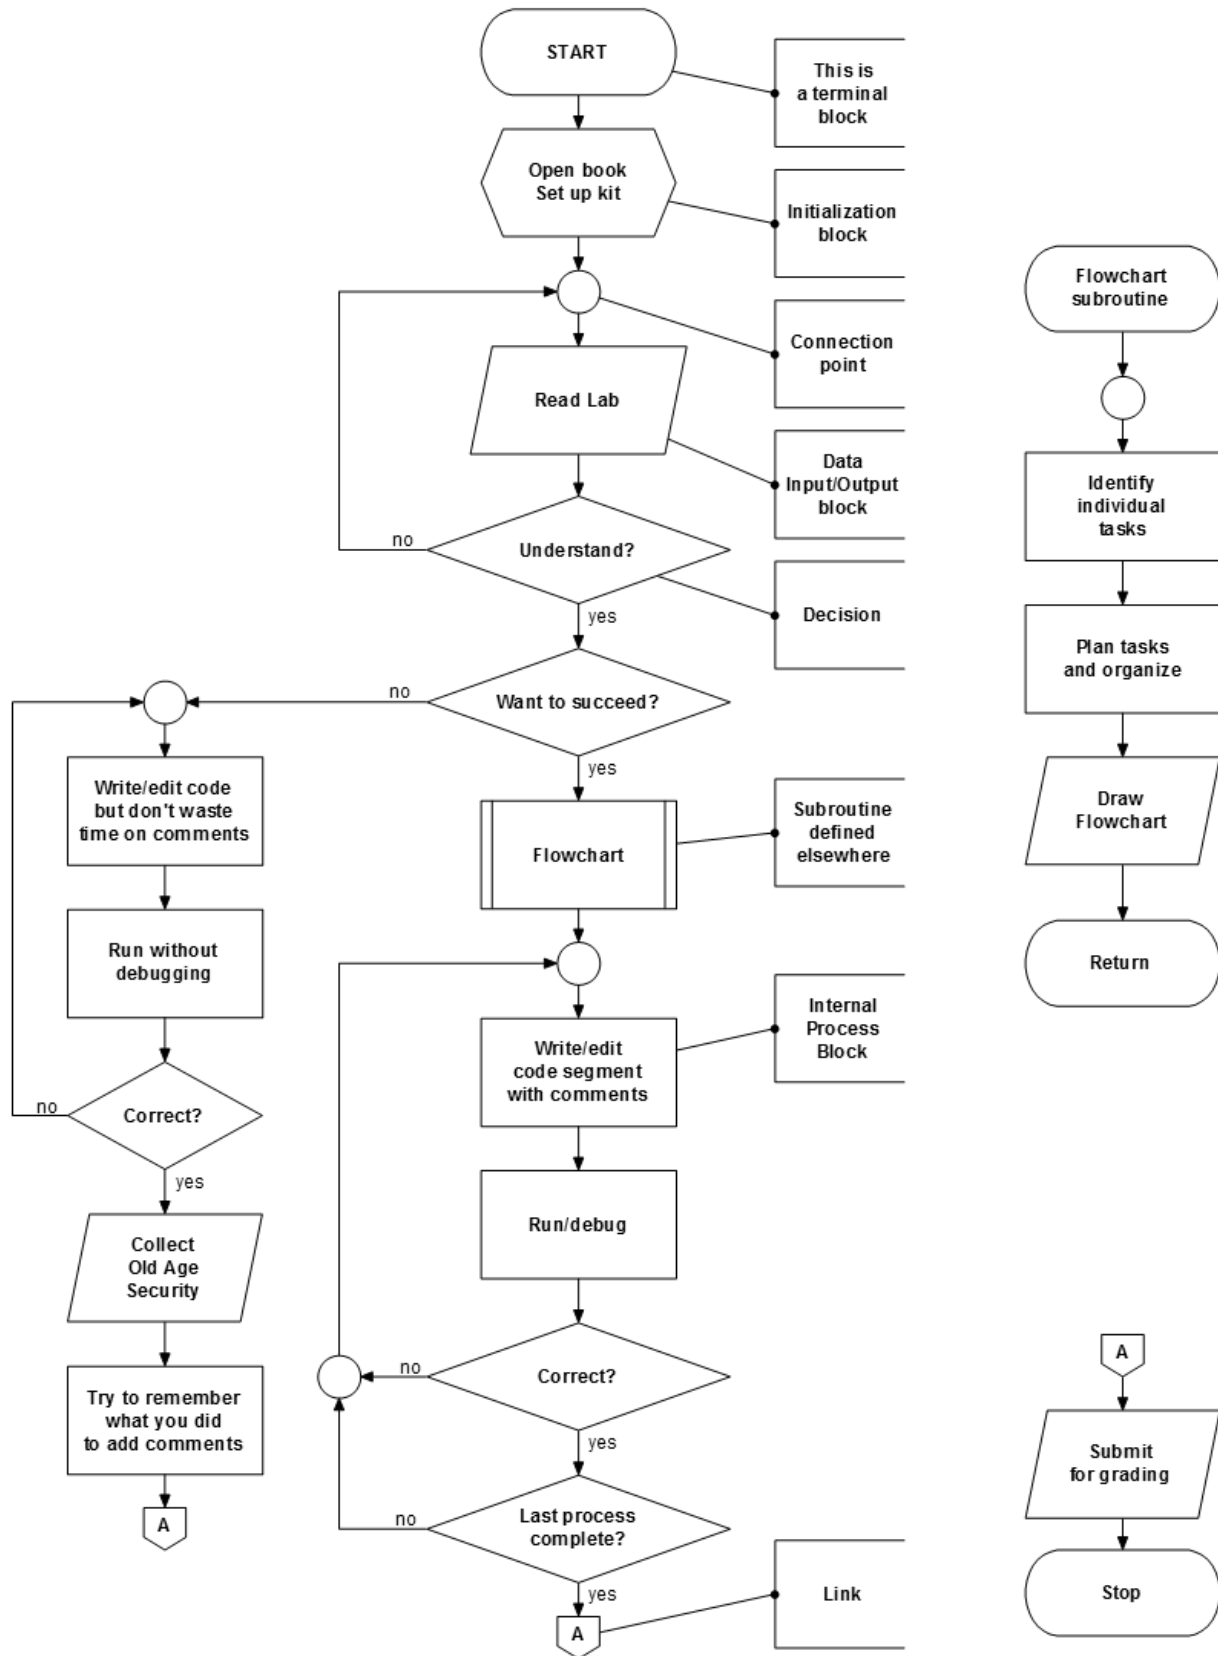 START
This is
a terminal
block
Open book
Set up kit
Initialization
block
Connection
point
Read Lab
Data
Input/Output
block
no
Understand?
yes
Decision
no
Want to succeed?
yes
Write/edit code
but don't waste
time on comments
Flowchart
Subroutine
defined
elsewhere
Run without
debugging
Write/edit
code segment
with comments
Internal
Process
Block
no
Correct?
yes
Run/debug
Collect
Old Age
Security
no
Correct?
yes
Try to remember
what you did
to add comments
A
no
Last process
complete?
yes
A
Link
Flowchart
subroutine
Identify
individual
tasks
Plan tasks
and organize
Draw
Flowchart
Return
A
Submit
for grading
Stop